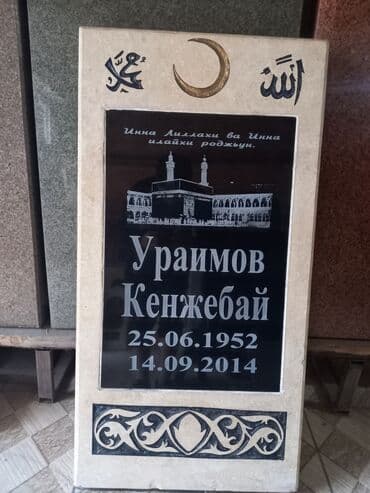 محمد الله
Инна Лиллахи ва Инна
илайхи роджьун.
Ураимов
Кенжебай
25.06.1952
14.09.2014